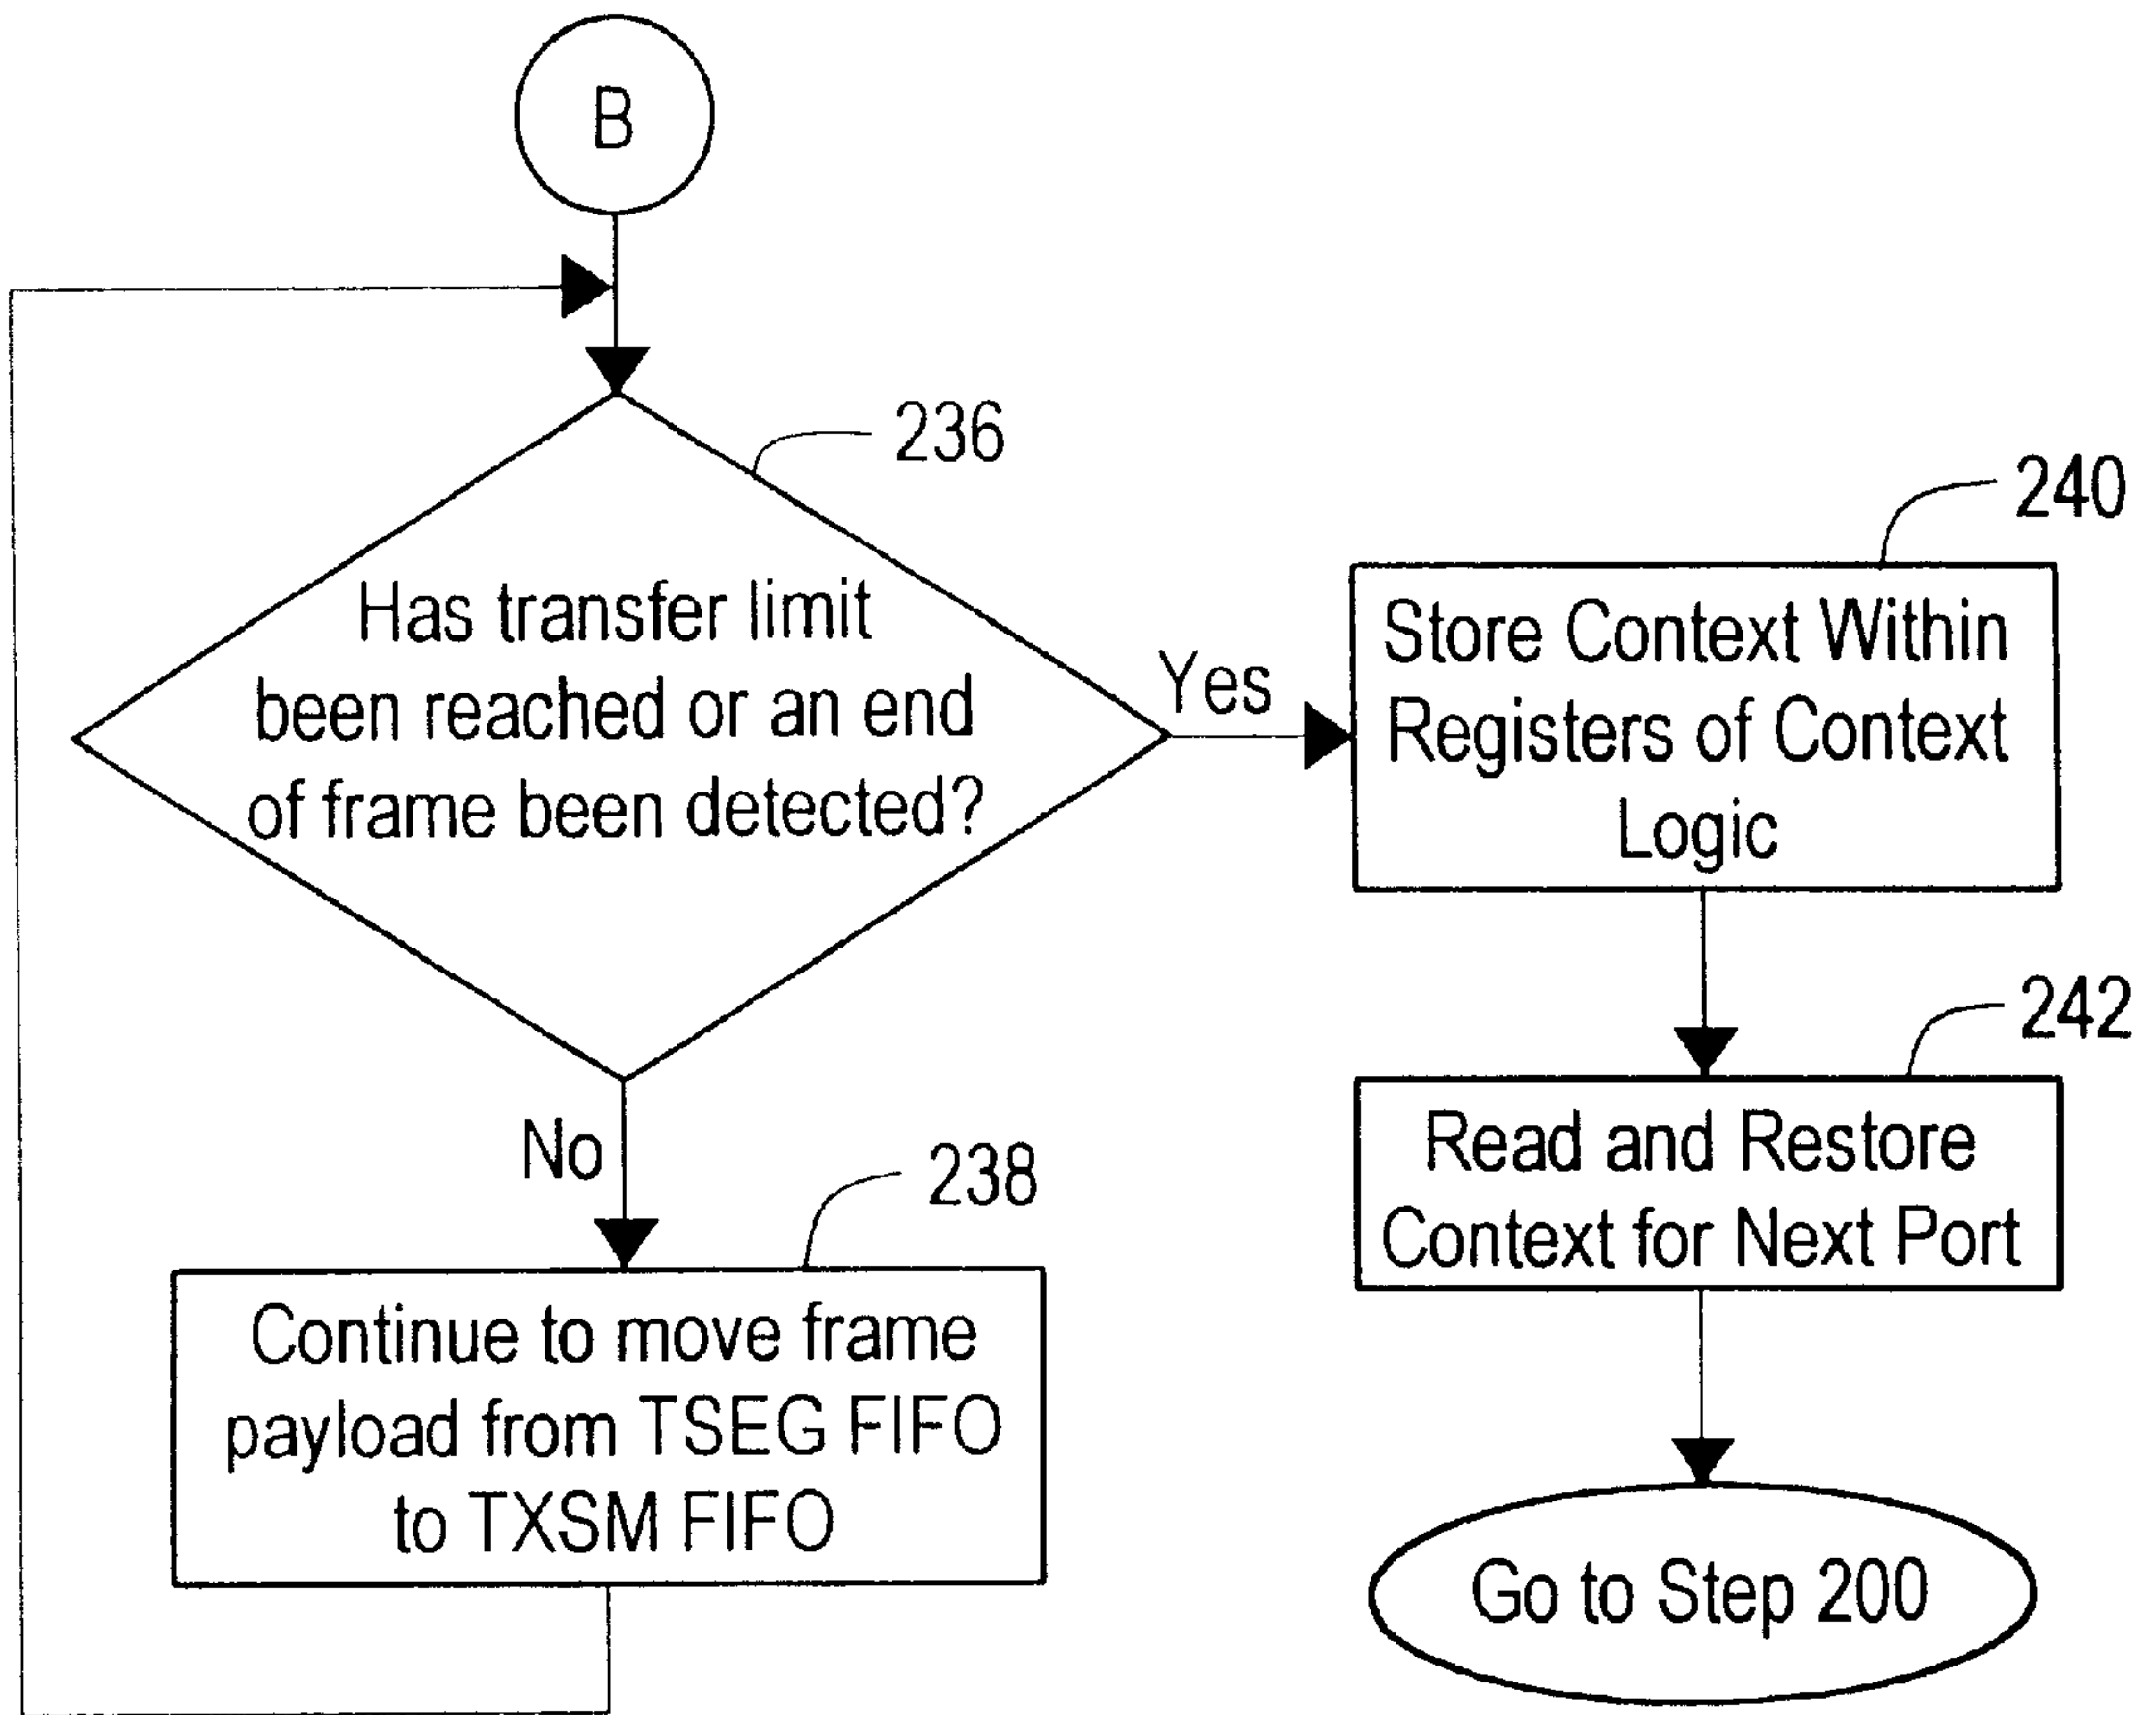 B
236
Has transfer limit
been reached or an end
of frame been detected?
Yes
240
Store Context Within
Registers of Context
Logic
No
238
Continue to move frame
payload from TSEG FIFO
to TXSM FIFO
242
Read and Restore
Context for Next Port
Go to Step 200